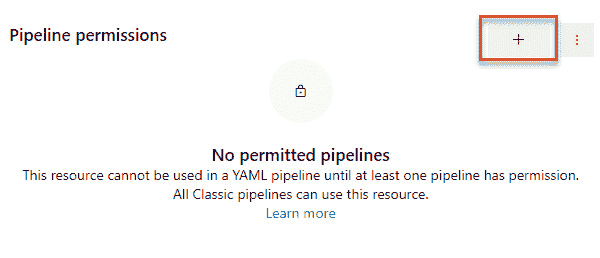 Pipeline permissions
+
No permitted pipelines
This resource cannot be used in a YAML pipeline until at least one pipeline has permission.
All Classic pipelines can use this resource.
Learn more